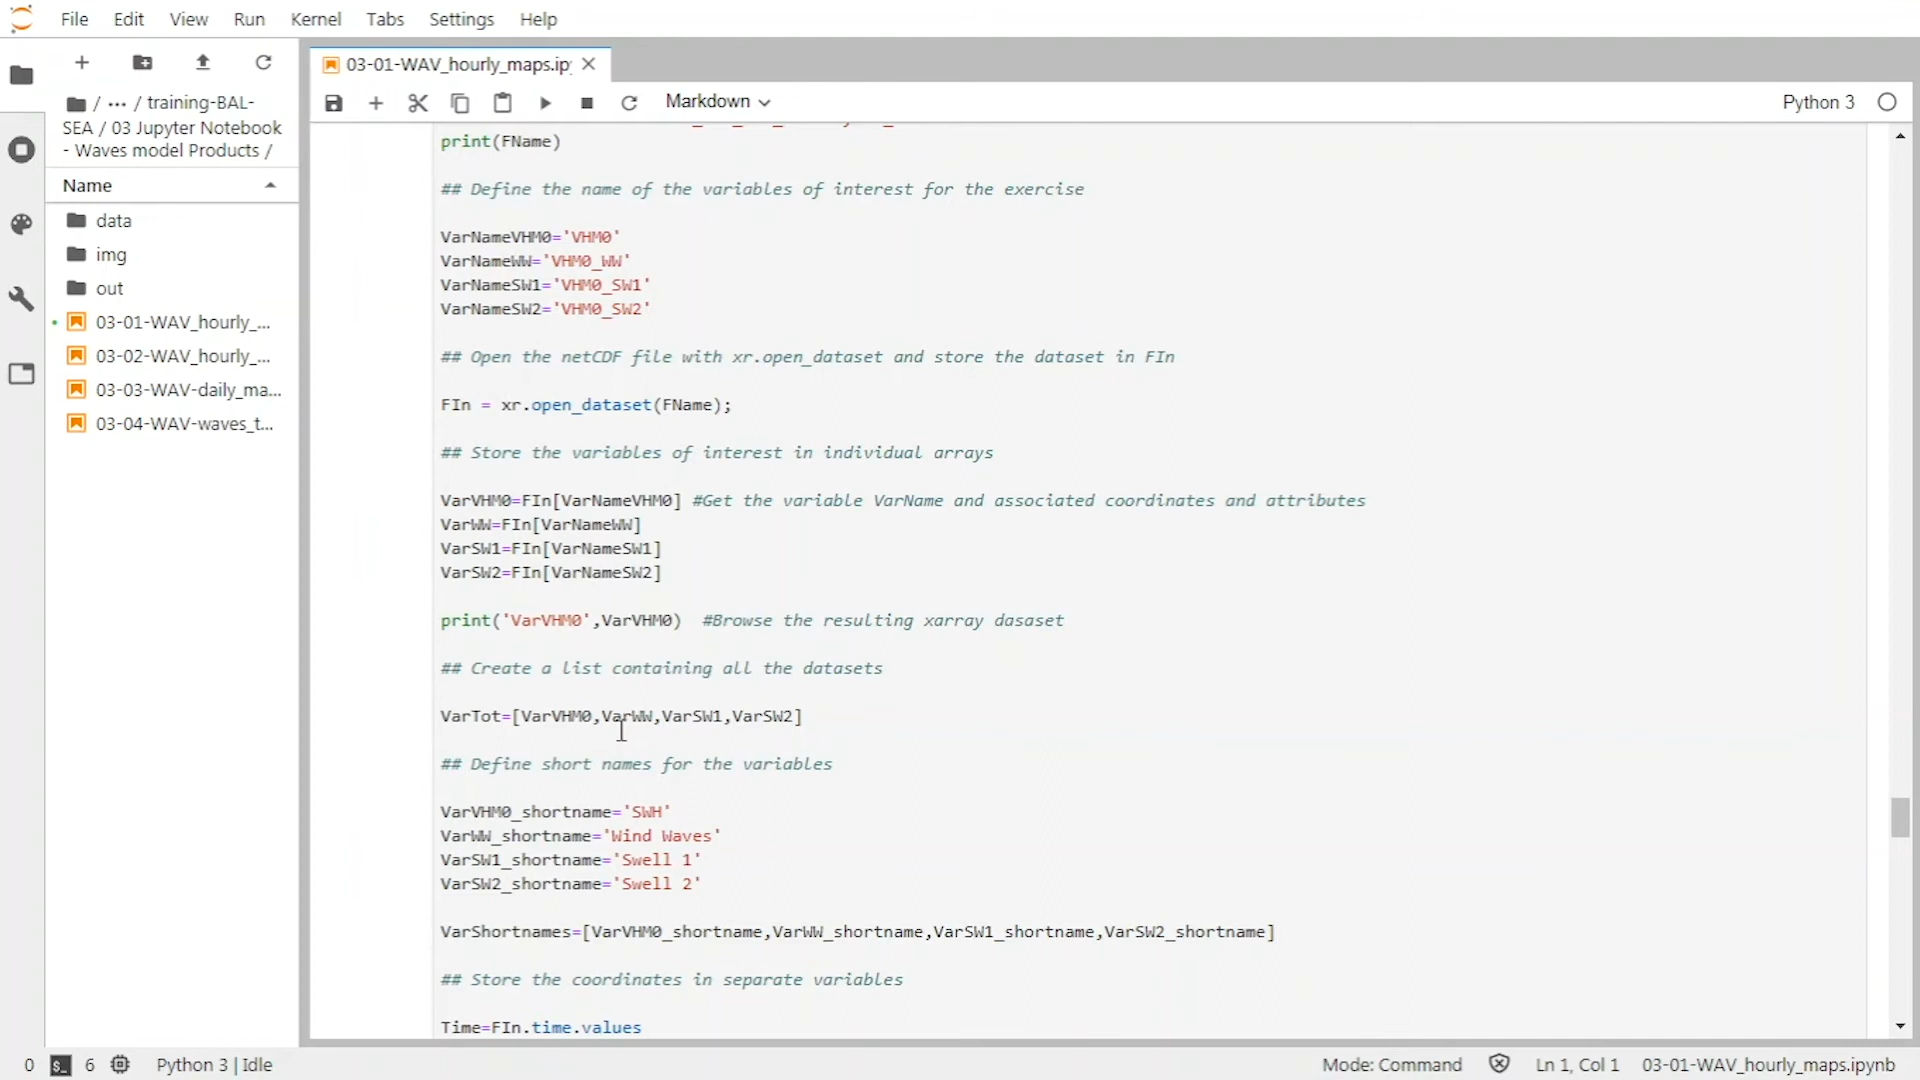 File Edit View Run Kernel Tabs Settings Help
/ ··· / training-BAL-
SEA / 03 Jupyter Notebook
- Waves model Products /
Name
data
img
out
03-01-WAV_hourly_...
03-02-WAV_hourly_...
03-03-WAV-daily_ma...
03-04-WAV-waves_t...
03-01-WAV_hourly_maps.ip
Markdown
Python 3
print(FName)
## Define the name of the variables of interest for the exercise
VarNameVHM0='VHM0'
VarNameWW='VHM0_WW'
VarNameSW1='VHM0_SW1'
VarNameSW2='VHM0_SW2'
## Open the netCDF file with xr.open_dataset and store the dataset in FIn
FIn = xr.open_dataset(FName);
## Store the variables of interest in individual arrays
VarVHM0=FIn[VarNameVHM0] #Get the variable VarName and associated coordinates and attributes
VarWW=FIn[VarNameWW]
VarSW1=FIn[VarNameSW1]
VarSW2=FIn[VarNameSW2]
print('VarVHM0',VarVHM0)  #Browse the resulting xarray dasaset
## Create a list containing all the datasets
VarTot=[VarVHM0,VarWW,VarSW1,VarSW2]
## Define short names for the variables
VarVHM0_shortname='SWH'
VarWW_shortname='Wind Waves'
VarSW1_shortname='Swell 1'
VarSW2_shortname='Swell 2'
VarShortnames=[VarVHM0_shortname,VarWW_shortname,VarSW1_shortname,VarSW2_shortname]
## Store the coordinates in separate variables
Time=FIn.time.values
0 $_ 6 Python 3 | Idle
Mode: Command Ln 1, Col 1 03-01-WAV_hourly_maps.ipynb